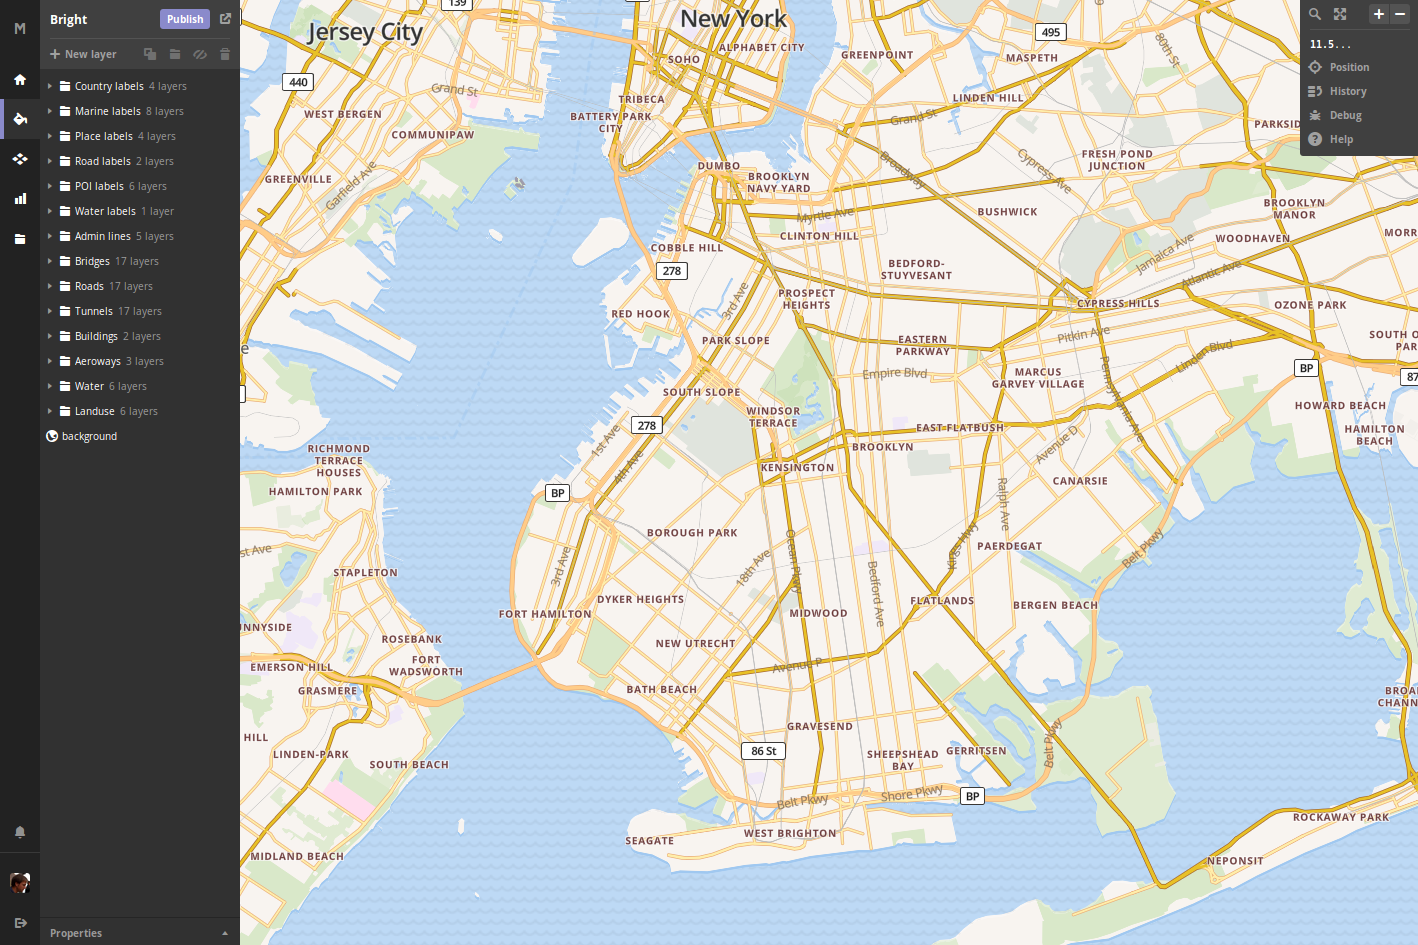 M
Bright
Publish
New layer
Country labels 4 layers
Marine labels 8 layers
Place labels 4 layers
Road labels 2 layers
POI labels 6 layers
Water labels 1 layer
Admin lines 5 layers
Bridges 17 layers
Roads 17 layers
Tunnels 17 layers
Buildings 2 layers
Aeroways 3 layers
Water 6 layers
Landuse 6 layers
background
Properties
11.5...
Position
History
Debug
Help
139
Jersey City
New York
495
80th St
ALPHABET CITY
SOHO
GREENPOINT
MASPETH
440
Grand St
TRIBECA
LINDEN HILL
WEST BERGEN
BATTERY PARK
CITY
Grand St
PARKSID
COMMUNIPAW
DUMBO
Broadway
Cypress Ave
FRESH POND
JUNCTION
GREENVILLE
Garfield Ave
BROOKLYN
NAVY YARD
Myrtle Ave
BUSHWICK
BROOKLYN
MANOR
COBBLE HILL
CLINTON HILL
Jamaica Ave
WOODHAVEN
MORR
278
BEDFORD-
STUYVESANT
Atlantic Ave
3rd Ave
PROSPECT
HEIGHTS
CYPRESS HILLS
OZONE PARK
RED HOOK
PARK SLOPE
EASTERN
PARKWAY
Pitkin Ave
SOUTH O
PAR
e
Linden Blvd
Empire Blvd
MARCUS
GARVEY VILLAGE
Pennsylvania Ave
BP
87
SOUTH SLOPE
WINDSOR
TERRACE
HOWARD BEACH
278
1st Ave
4th Ave
EAST FLATBUSH
Avenue D
HAMILTON
BEACH
RICHMOND
TERRACE
HOUSES
BROOKLYN
KENSINGTON
CANARSIE
HAMILTON PARK
BP
Ralph Ave
BOROUGH PARK
Ocean Pkwy
Kings Hwy
PAERDEGAT
Belt Pkwy
st Ave
3rd Ave
18th Ave
Bedford Ave
STAPLETON
DYKER HEIGHTS
FORT HAMILTON
MIDWOOD
FLATLANDS
BERGEN BEACH
NNYSIDE
ROSEBANK
NEW UTRECHT
EMERSON HILL
FORT
WADSWORTH
Avenue P
GRASMERE
BATH BEACH
BROA
CHANN
HILL
GRAVESEND
Belt Pkwy
LINDEN-PARK
86 St
SHEEPSHEAD
BAY
GERRITSEN
SOUTH BEACH
Belt Pkwy
Shore Pkwy
BP
ROCKAWAY PARK
SEAGATE
WEST BRIGHTON
MIDLAND BEACH
NEPONSIT